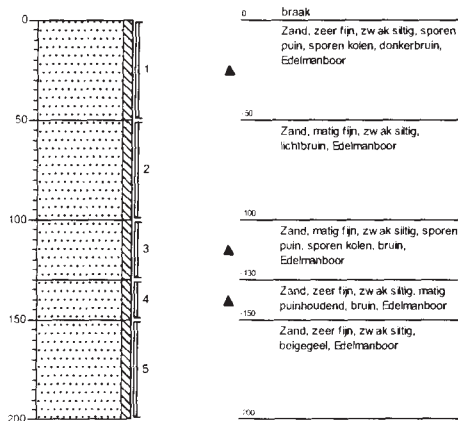 0
50
100
150
200
1
2
3
4
5
0
braak
Zand, zeer fijn, zwak siltig, sporen
puin, sporen kolen, donkerbruin,
Edelmanboor
-50
Zand, matig fijn, zwak siltig,
lichtbruin, Edelmanboor
-100
Zand, matig fijn, zwak siltig, sporen
puin, sporen kolen, bruin,
Edelmanboor
-130
Zand, zeer fijn, zwak siltig, matig
puinhoudend, bruin, Edelmanboor
-150
Zand, zeer fijn, zwak siltig,
beigegeel, Edelmanboor
-200